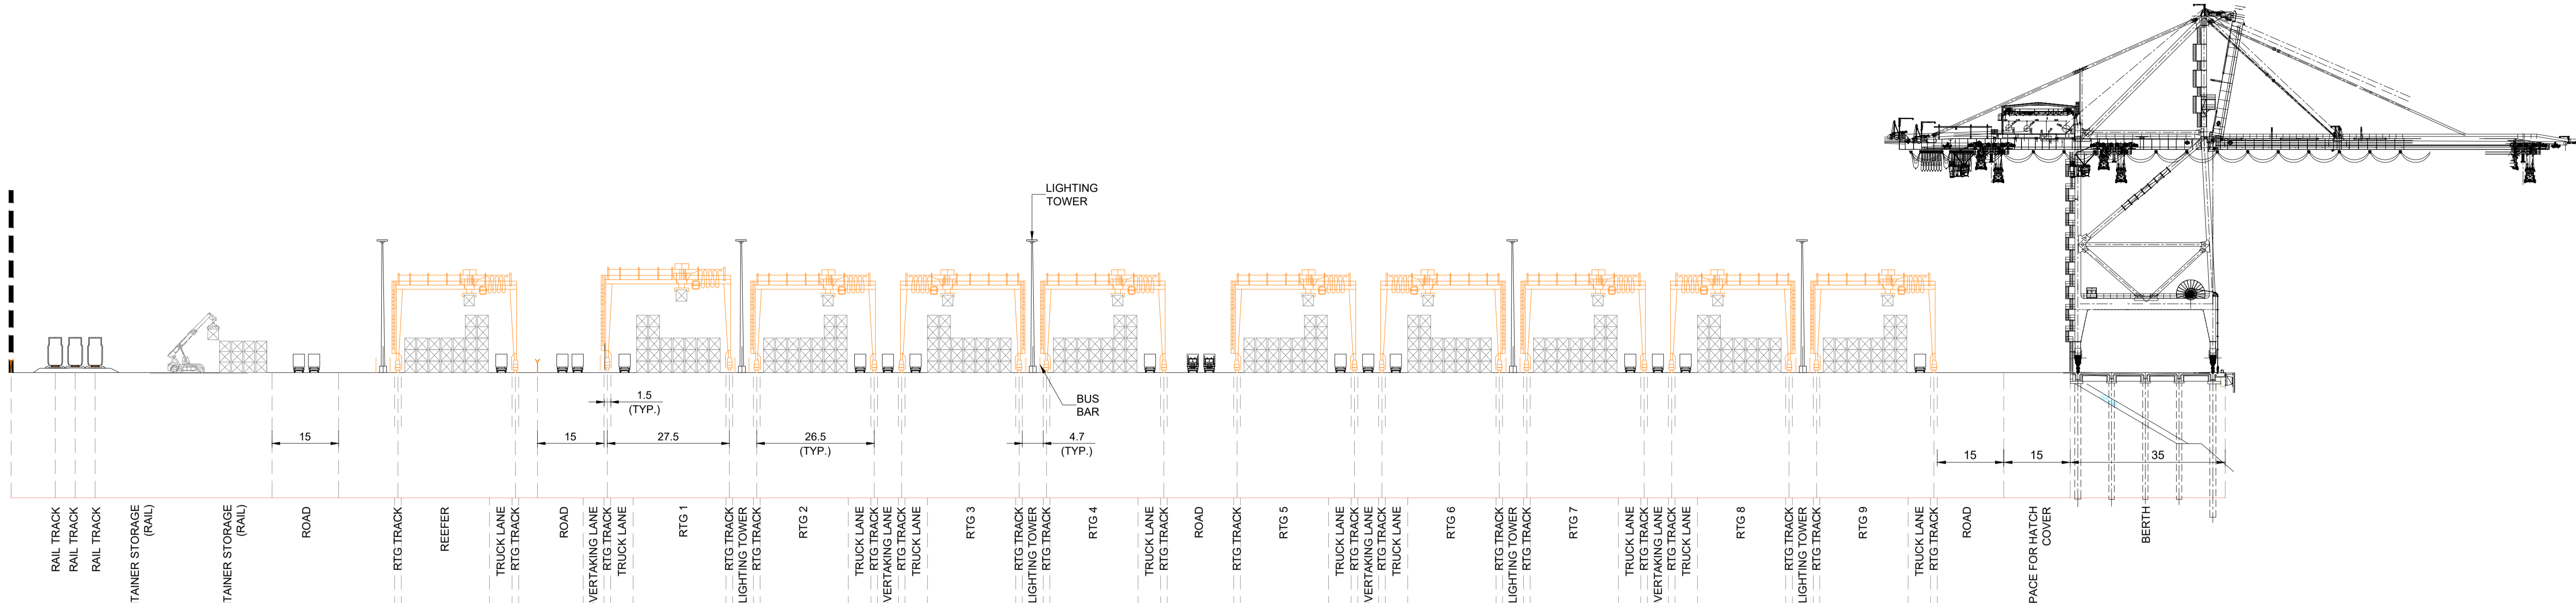 LIGHTING
TOWER
1.5
(TYP.)
BUS
BAR
15
15
27.5
26.5
(TYP.)
4.7
(TYP.)
15
15
35
RAIL TRACK
RAIL TRACK
RAIL TRACK
TAINER STORAGE
(RAIL)
TAINER STORAGE
(RAIL)
ROAD
RTG TRACK
REEFER
TRUCK LANE
RTG TRACK
ROAD
VERTAKING LANE
RTG TRACK
TRUCK LANE
RTG 1
RTG TRACK
LIGHTING TOWER
RTG TRACK
RTG 2
TRUCK LANE
RTG TRACK
VERTAKING LANE
RTG TRACK
TRUCK LANE
RTG 3
RTG TRACK
LIGHTING TOWER
RTG TRACK
RTG 4
TRUCK LANE
RTG TRACK
ROAD
RTG TRACK
RTG 5
TRUCK LANE
RTG TRACK
VERTAKING LANE
RTG TRACK
TRUCK LANE
RTG 6
RTG TRACK
LIGHTING TOWER
RTG TRACK
RTG 7
TRUCK LANE
RTG TRACK
VERTAKING LANE
RTG TRACK
TRUCK LANE
RTG 8
RTG TRACK
LIGHTING TOWER
RTG TRACK
RTG 9
TRUCK LANE
RTG TRACK
ROAD
PACE FOR HATCH
COVER
BERTH